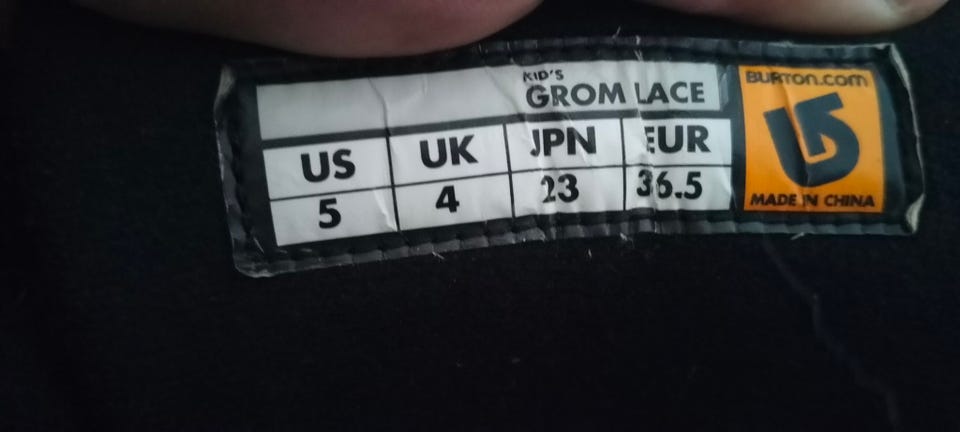 KID'S
GROM LACE
US UK JPN EUR
5 4 23 36.5
BURTON.COM
MADE IN CHINA